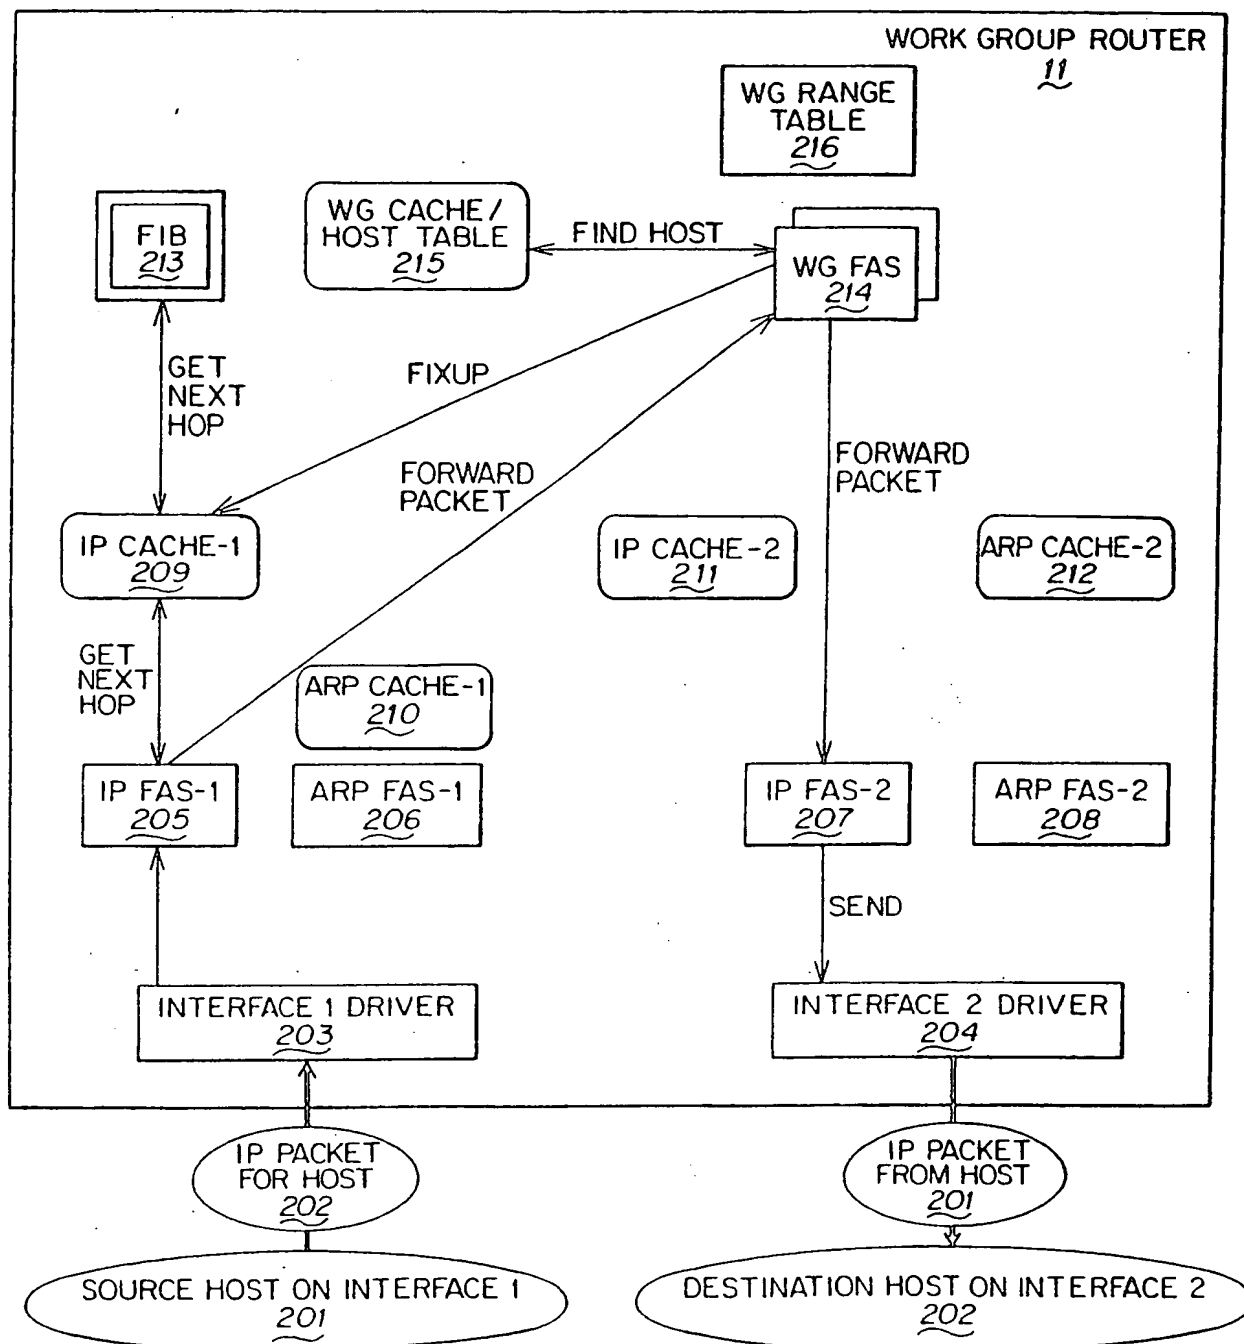 WORK GROUP ROUTER
11
WG RANGE
TABLE
216
WG CACHE/
HOST TABLE
215
FIND HOST
WG FAS
214
FIB
213
GET
NEXT
HOP
FIXUP
FORWARD
PACKET
FORWARD
PACKET
IP CACHE-1
209
IP CACHE-2
211
ARP CACHE-2
212
GET
NEXT
HOP
ARP CACHE-1
210
IP FAS-1
205
ARP FAS-1
206
IP FAS-2
207
ARP FAS-2
208
SEND
INTERFACE 1 DRIVER
203
INTERFACE 2 DRIVER
204
IP PACKET
FOR HOST
202
IP PACKET
FROM HOST
201
SOURCE HOST ON INTERFACE 1
201
DESTINATION HOST ON INTERFACE 2
202